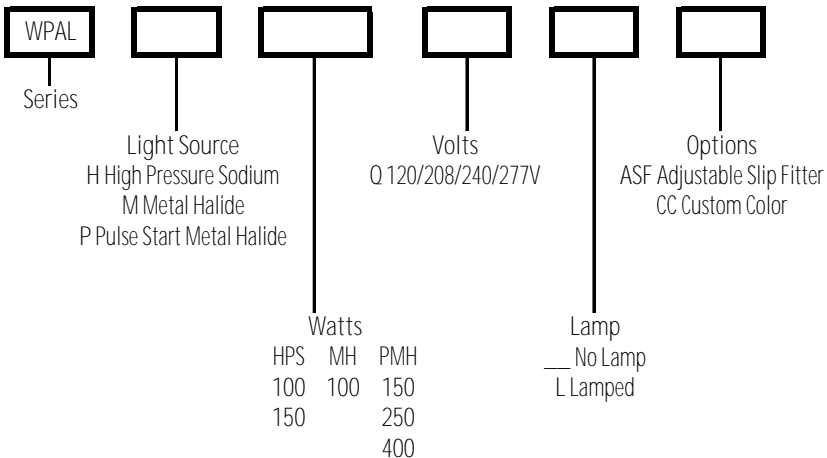 WPAL
Series
Light Source
H High Pressure Sodium
M Metal Halide
P Pulse Start Metal Halide
Volts
Q 120/208/240/277V
Options
ASF Adjustable Slip Fitter
CC Custom Color
Watts
HPS MH PMH
100 100 150
150 250
400
Lamp
__ No Lamp
L Lamped